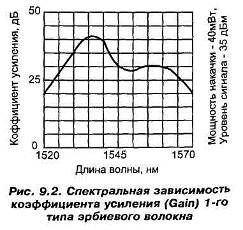 Коэффициент усиления, дБ
50
25
0
1520
1545
1570
Длина волны, нм
Мощность накачки - 40мВт,
Уровень сигнала - 35 дБм
Рис. 9.2. Спектральная зависимость
коэффициента усиления (Gain) 1-го
типа эрбиевого волокна